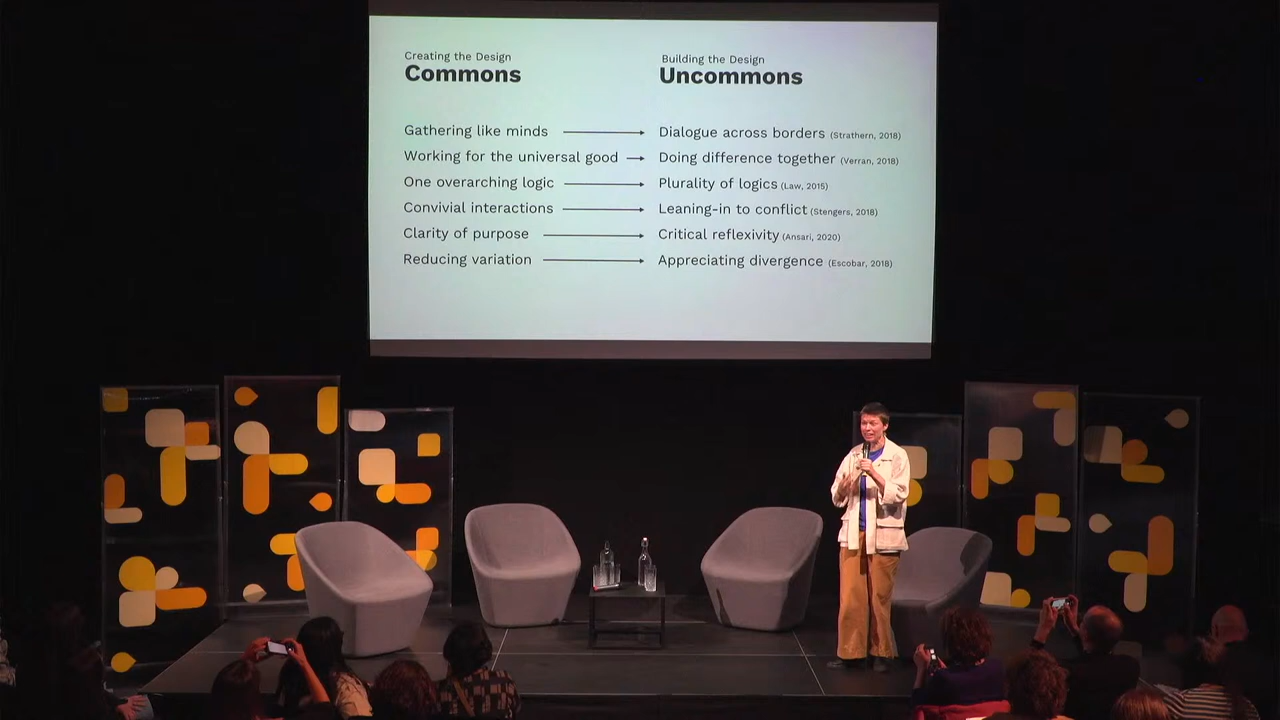 Creating the Design
Commons
Building the Design
Uncommons
Gathering like minds → Dialogue across borders (Strathern, 2018)
Working for the universal good → Doing difference together (Verran, 2018)
One overarching logic → Plurality of logics (Law, 2015)
Convivial interactions → Leaning-in to conflict (Stengers, 2018)
Clarity of purpose → Critical reflexivity (Ansari, 2020)
Reducing variation → Appreciating divergence (Escobar, 2018)